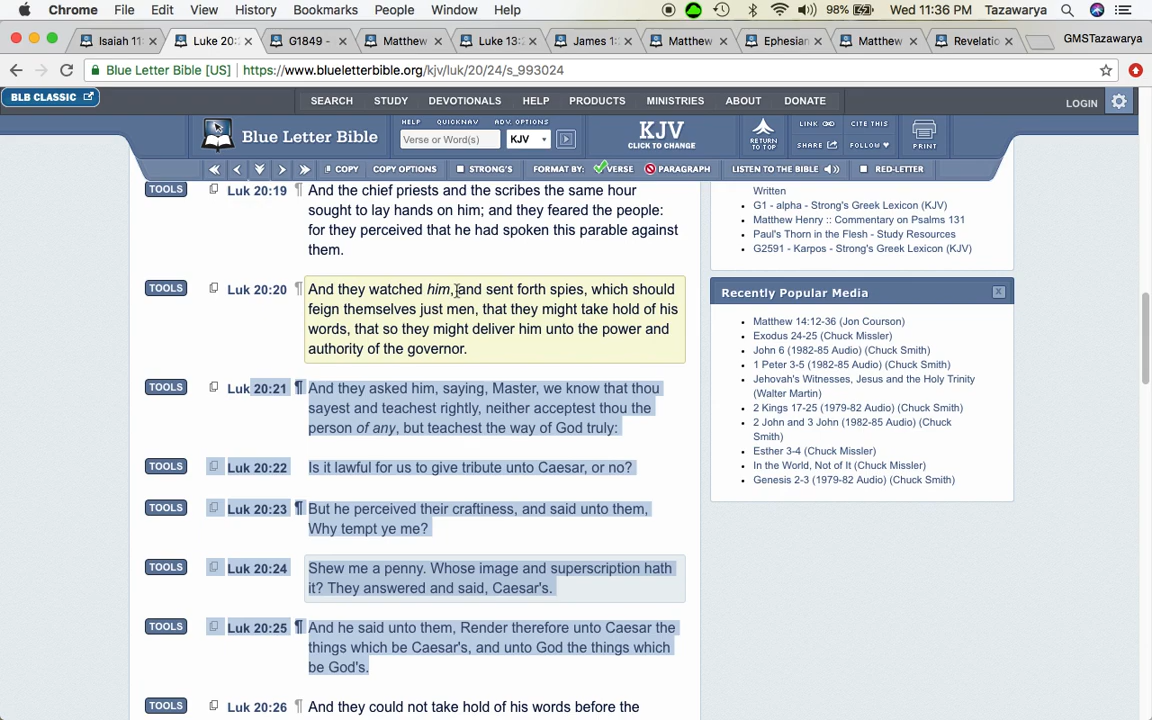 Chrome File Edit View History Bookmarks People Window Help 98% Wed 11:36 PM Tazawarya
Isaiah 11: Luke 20: G1849 - Matthew Luke 13: James 1: Matthew Ephesian Matthew Revelatio GMSTazawarya
Blue Letter Bible [US] https://www.blueletterbible.org/kjv/luk/20/24/s_993024
BLB CLASSIC
SEARCH STUDY DEVOTIONALS HELP PRODUCTS MINISTRIES ABOUT DONATE LOGIN
Blue Letter Bible
HELP QUICKNAV ADV. OPTIONS
Verse or Word(s) KJV
KJV
CLICK TO CHANGE
RETURN TO TOP
LINK CITE THIS
SHARE FOLLOW
PRINT
COPY COPY OPTIONS STRONG'S FORMAT BY: VERSE PARAGRAPH LISTEN TO THE BIBLE RED-LETTER
TOOLS Luk 20:19 ¶ And the chief priests and the scribes the same hour
sought to lay hands on him; and they feared the people:
for they perceived that he had spoken this parable against
them.
TOOLS Luk 20:20 ¶ And they watched him, and sent forth spies, which should
feign themselves just men, that they might take hold of his
words, that so they might deliver him unto the power and
authority of the governor.
TOOLS Luk 20:21 ¶ And they asked him, saying, Master, we know that thou
sayest and teachest rightly, neither acceptest thou the
person of any, but teachest the way of God truly:
TOOLS Luk 20:22 Is it lawful for us to give tribute unto Caesar, or no?
TOOLS Luk 20:23 ¶ But he perceived their craftiness, and said unto them,
Why tempt ye me?
TOOLS Luk 20:24 Shew me a penny. Whose image and superscription hath
it? They answered and said, Caesar's.
TOOLS Luk 20:25 ¶ And he said unto them, Render therefore unto Caesar the
things which be Caesar's, and unto God the things which
be God's.
TOOLS Luk 20:26 ¶ And they could not take hold of his words before the
Written
G1 - alpha - Strong's Greek Lexicon (KJV)
Matthew Henry :: Commentary on Psalms 131
Paul's Thorn in the Flesh - Study Resources
G2591 - Karpos - Strong's Greek Lexicon (KJV)
Recently Popular Media
Matthew 14:12-36 (Jon Courson)
Exodus 24-25 (Chuck Missler)
John 6 (1982-85 Audio) (Chuck Smith)
1 Peter 3-5 (1982-85 Audio) (Chuck Smith)
Jehovah's Witnesses, Jesus and the Holy Trinity
(Walter Martin)
2 Kings 17-25 (1979-82 Audio) (Chuck Smith)
2 John and 3 John (1982-85 Audio) (Chuck
Smith)
Esther 3-4 (Chuck Missler)
In the World, Not of It (Chuck Missler)
Genesis 2-3 (1979-82 Audio) (Chuck Smith)